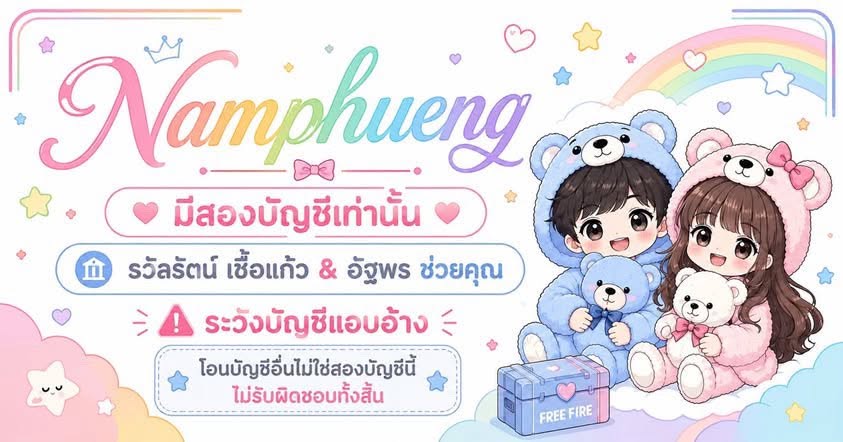 Namphueng
มีสองบัญชีเท่านั้น
รวัลรัตน์ เชื้อแก้ว & อัฐพร ช่วยคุณ
ระวังบัญชีแอบอ้าง
โอนบัญชีอื่นไม่ใช่สองบัญชีนี้
ไม่รับผิดชอบทั้งสิ้น
FREE FIRE